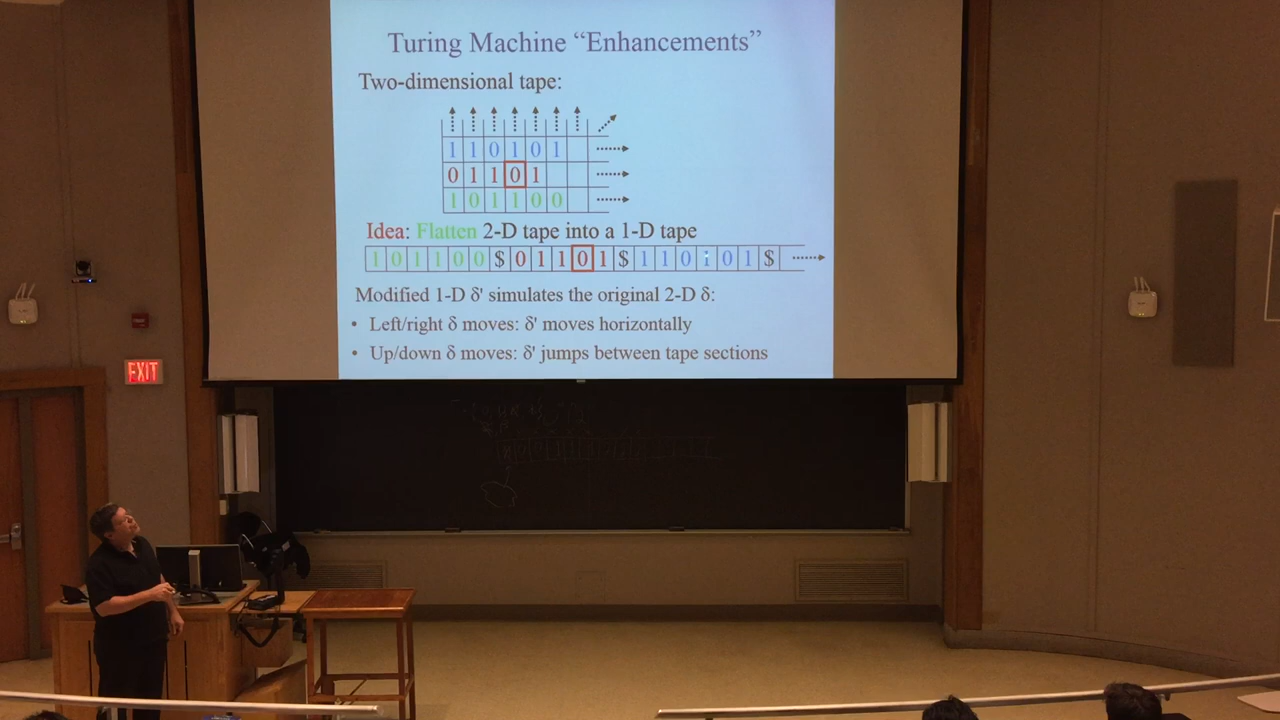 Turing Machine “Enhancements”
Two-dimensional tape:
1 1 0 1 0 1
0 1 1 0 1
1 0 1 1 0 0
Idea: Flatten 2-D tape into a 1-D tape
1 0 1 1 0 0 $ 0 1 1 0 1 $ 1 1 0 1 0 1 $
Modified 1-D δ' simulates the original 2-D δ:
• Left/right δ moves: δ' moves horizontally
• Up/down δ moves: δ' jumps between tape sections
EXIT